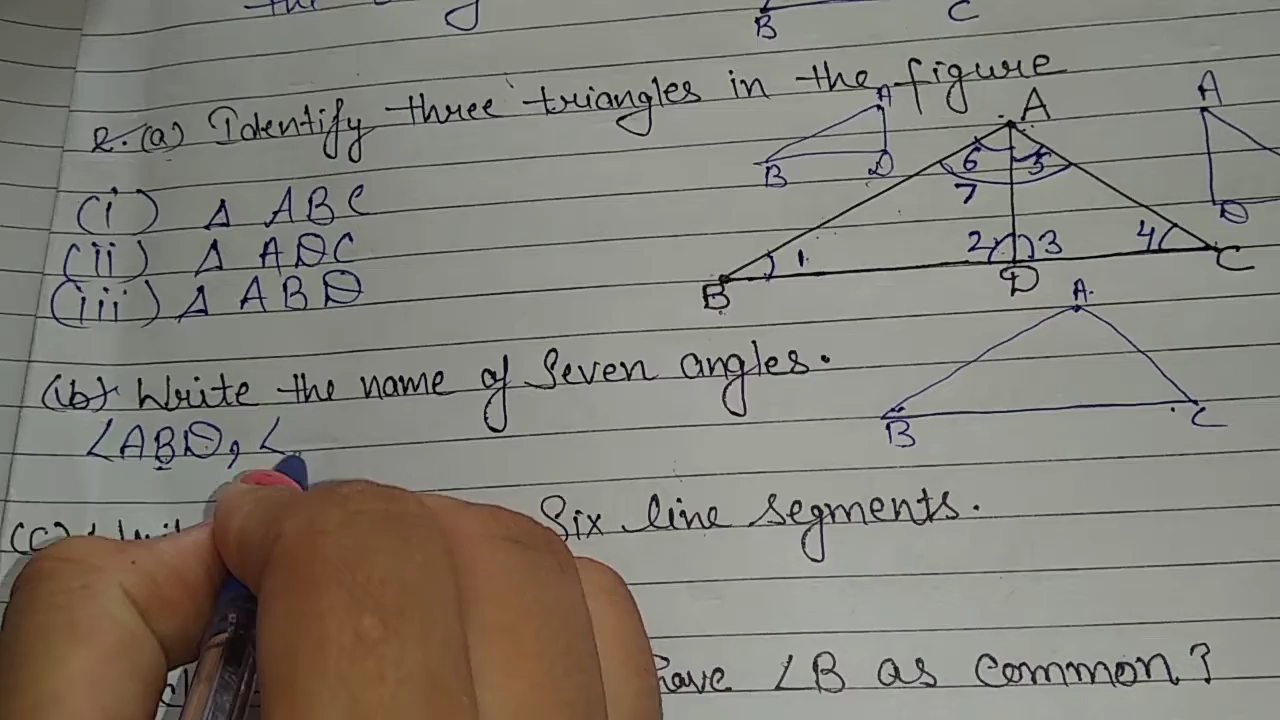 the
B C
2. (a) Identify three triangles in the figure
(i) Δ ABC
(ii) Δ ADC
(iii) Δ ABD
A
B D
A
6 5
7
1 2 3 4
B D C
A
D
A
B C
(b) Write the name of Seven angles.
∠ABD, ∠
(c) Six line segments.
have ∠B as common?